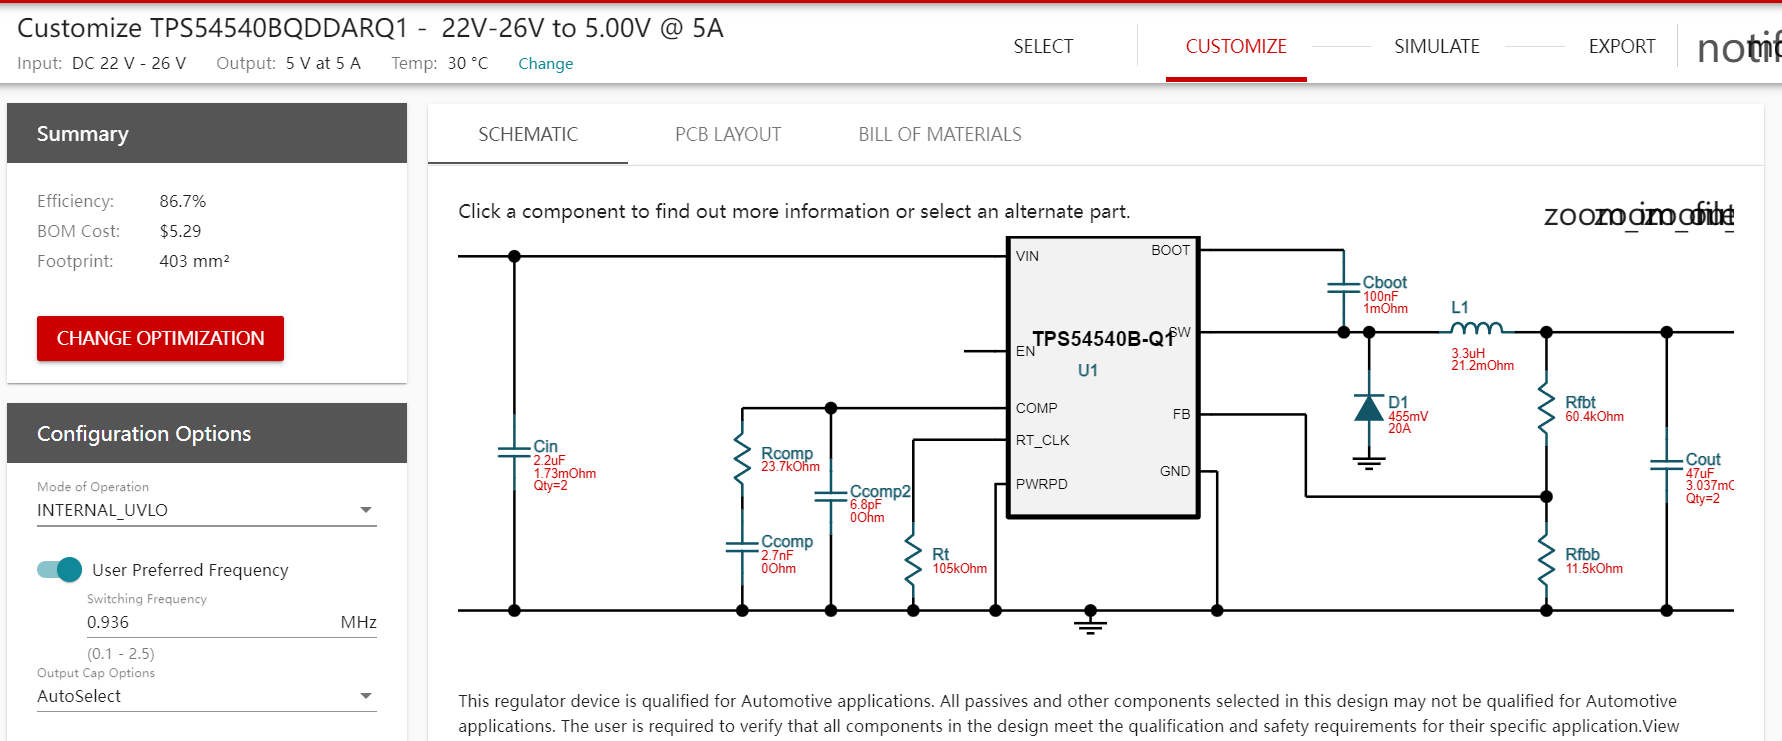 Customize TPS54540BQDDARQ1 - 22V-26V to 5.00V @ 5A
Input: DC 22 V - 26 V Output: 5 V at 5 A Temp: 30 °C Change
SELECT CUSTOMIZE SIMULATE EXPORT
Summary
Efficiency: 86.7%
BOM Cost: $5.29
Footprint: 403 mm²
CHANGE OPTIMIZATION
Configuration Options
Mode of Operation
INTERNAL_UVLO
User Preferred Frequency
Switching Frequency
0.936 MHz
(0.1 - 2.5)
Output Cap Options
AutoSelect
SCHEMATIC PCB LAYOUT BILL OF MATERIALS
Click a component to find out more information or select an alternate part.
VIN
BOOT
TPS54540B-Q1
SW
EN
U1
COMP
FB
RT_CLK
GND
PWRPD
Cin
2.2uF
1.73mOhm
Qty=2
Rcomp
23.7kOhm
Ccomp2
6.8pF
0Ohm
Ccomp
2.7nF
0Ohm
Rt
105kOhm
Cboot
100nF
1mOhm
L1
3.3uH
21.2mOhm
D1
455mV
20A
Rfbt
60.4kOhm
Cout
47uF
3.037m
Qty=2
Rfbb
11.5kOhm
This regulator device is qualified for Automotive applications. All passives and other components selected in this design may not be qualified for Automotive
applications. The user is required to verify that all components in the design meet the qualification and safety requirements for their specific application.View